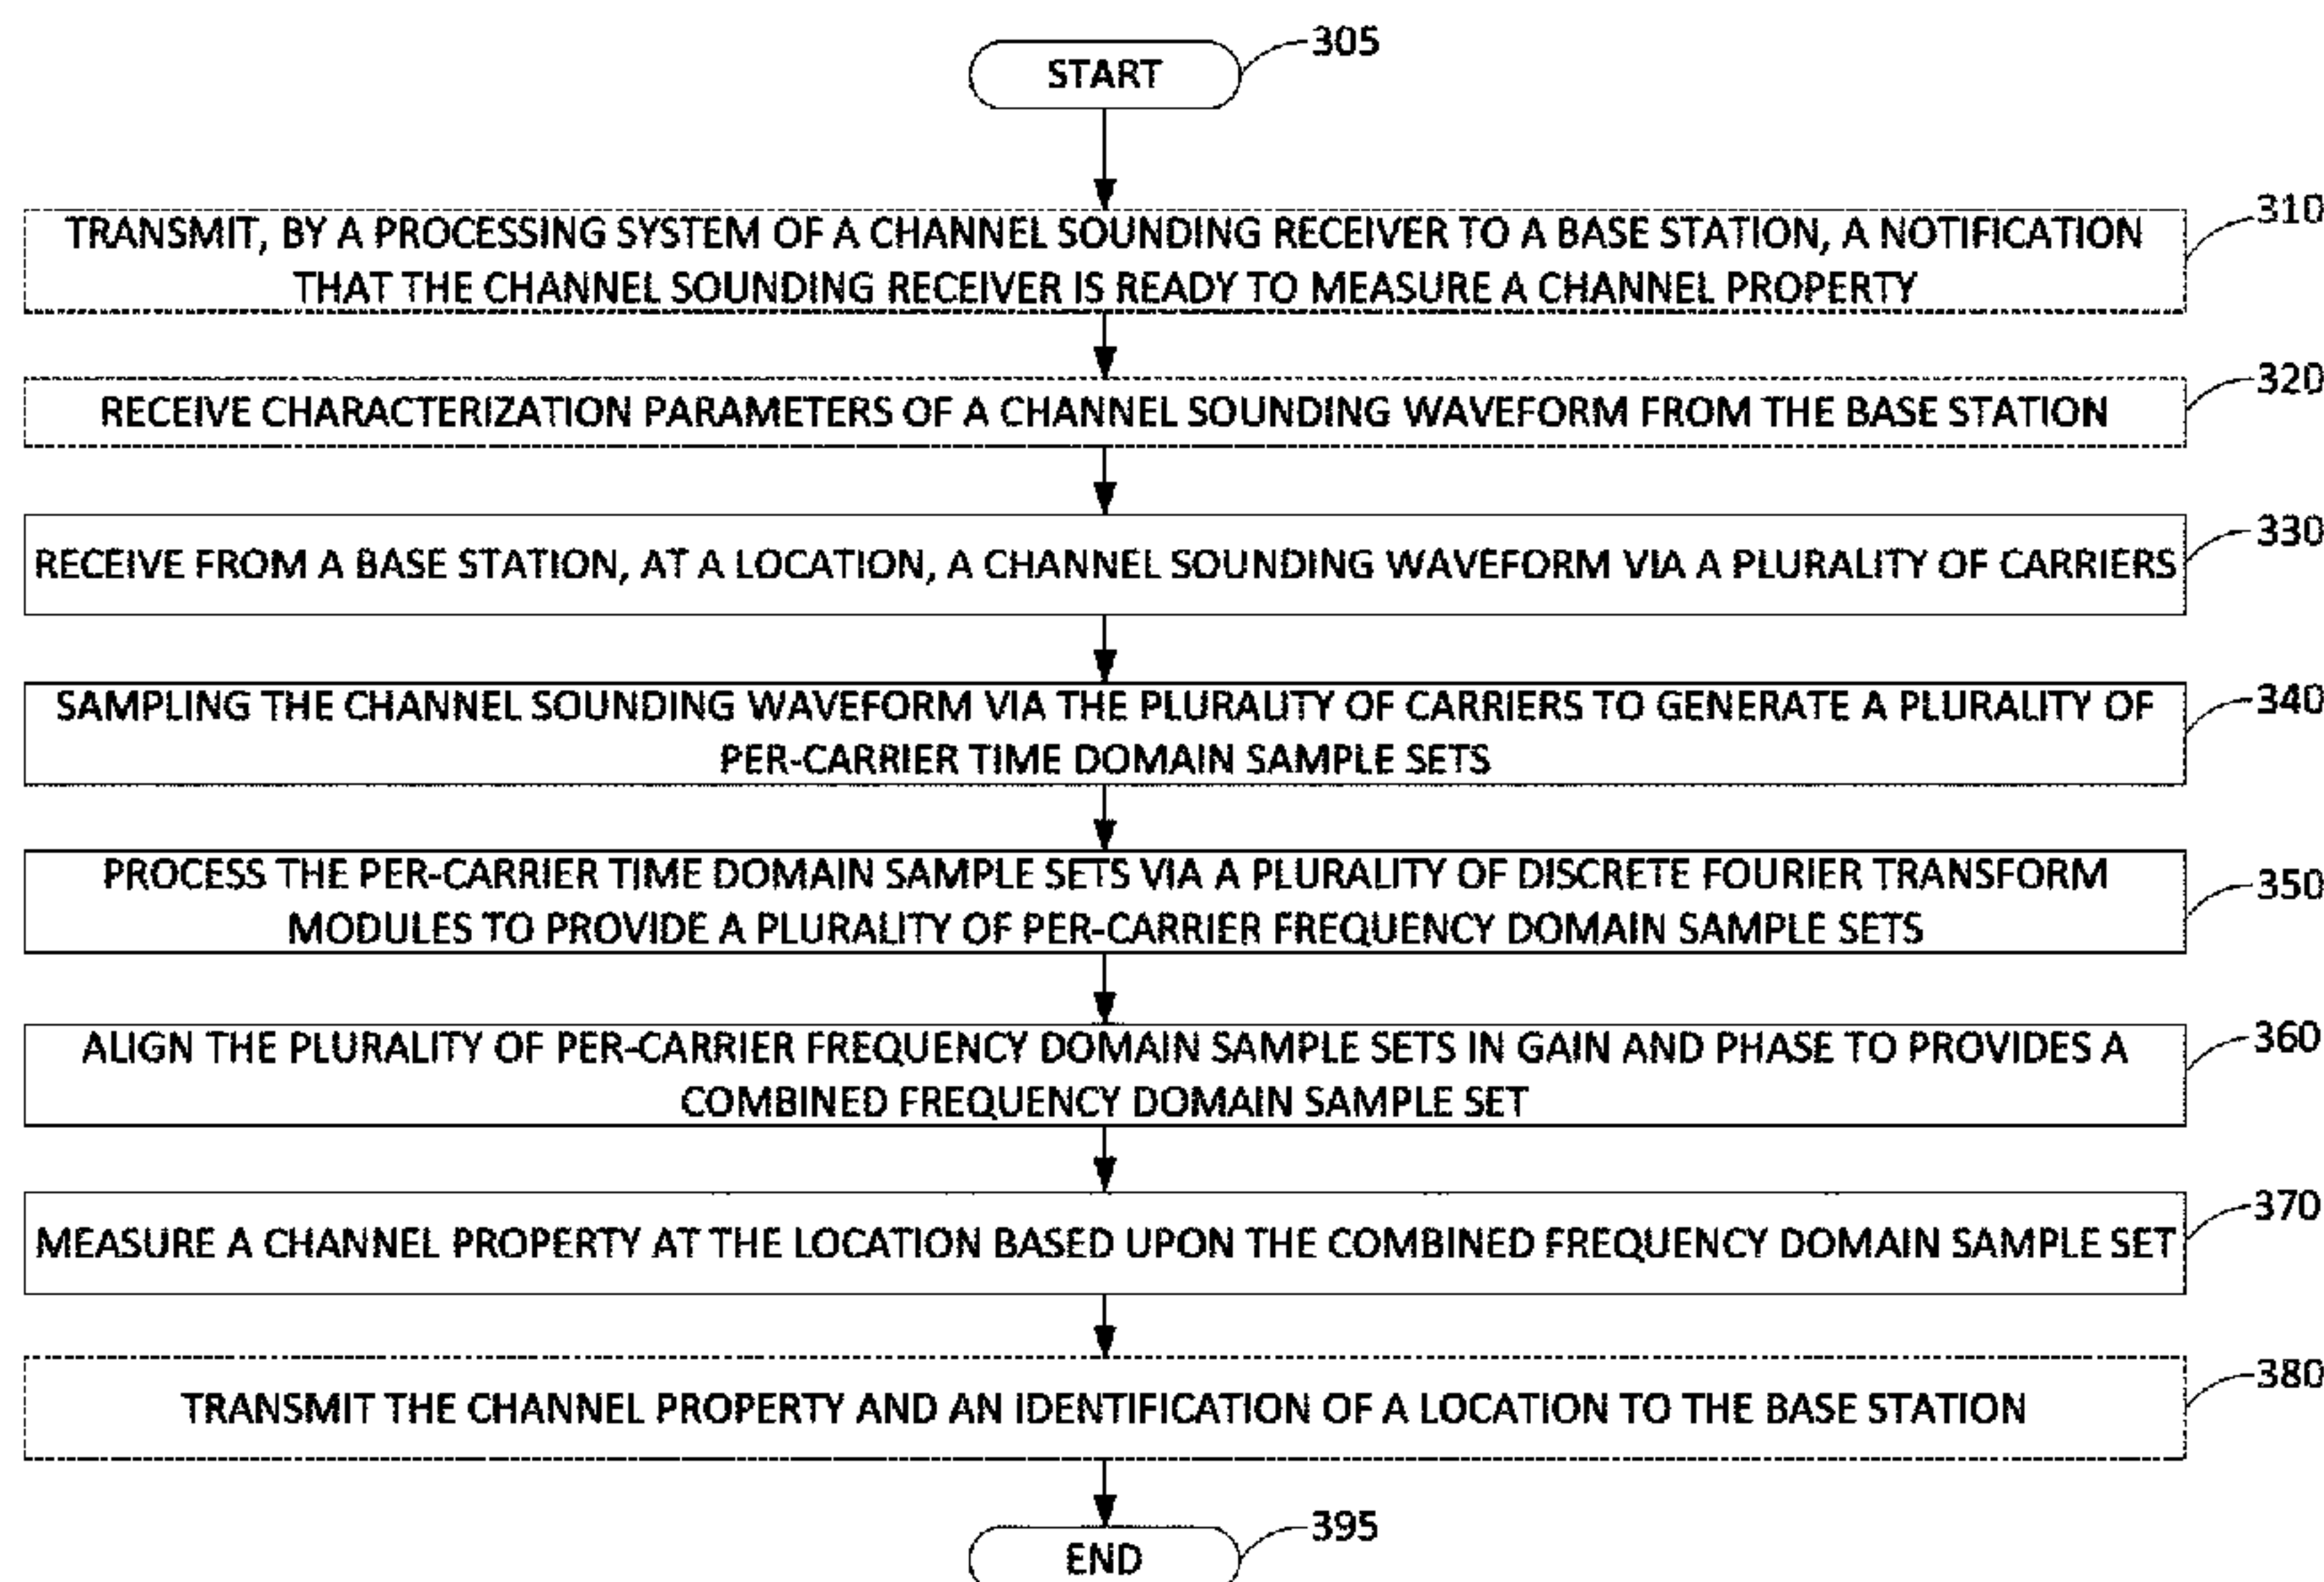 START
305
TRANSMIT, BY A PROCESSING SYSTEM OF A CHANNEL SOUNDING RECEIVER TO A BASE STATION, A NOTIFICATION
THAT THE CHANNEL SOUNDING RECEIVER IS READY TO MEASURE A CHANNEL PROPERTY
310
RECEIVE CHARACTERIZATION PARAMETERS OF A CHANNEL SOUNDING WAVEFORM FROM THE BASE STATION
320
RECEIVE FROM A BASE STATION, AT A LOCATION, A CHANNEL SOUNDING WAVEFORM VIA A PLURALITY OF CARRIERS
330
SAMPLING THE CHANNEL SOUNDING WAVEFORM VIA THE PLURALITY OF CARRIERS TO GENERATE A PLURALITY OF
PER-CARRIER TIME DOMAIN SAMPLE SETS
340
PROCESS THE PER-CARRIER TIME DOMAIN SAMPLE SETS VIA A PLURALITY OF DISCRETE FOURIER TRANSFORM
MODULES TO PROVIDE A PLURALITY OF PER-CARRIER FREQUENCY DOMAIN SAMPLE SETS
350
ALIGN THE PLURALITY OF PER-CARRIER FREQUENCY DOMAIN SAMPLE SETS IN GAIN AND PHASE TO PROVIDES A
COMBINED FREQUENCY DOMAIN SAMPLE SET
360
MEASURE A CHANNEL PROPERTY AT THE LOCATION BASED UPON THE COMBINED FREQUENCY DOMAIN SAMPLE SET
370
TRANSMIT THE CHANNEL PROPERTY AND AN IDENTIFICATION OF A LOCATION TO THE BASE STATION
380
END
395